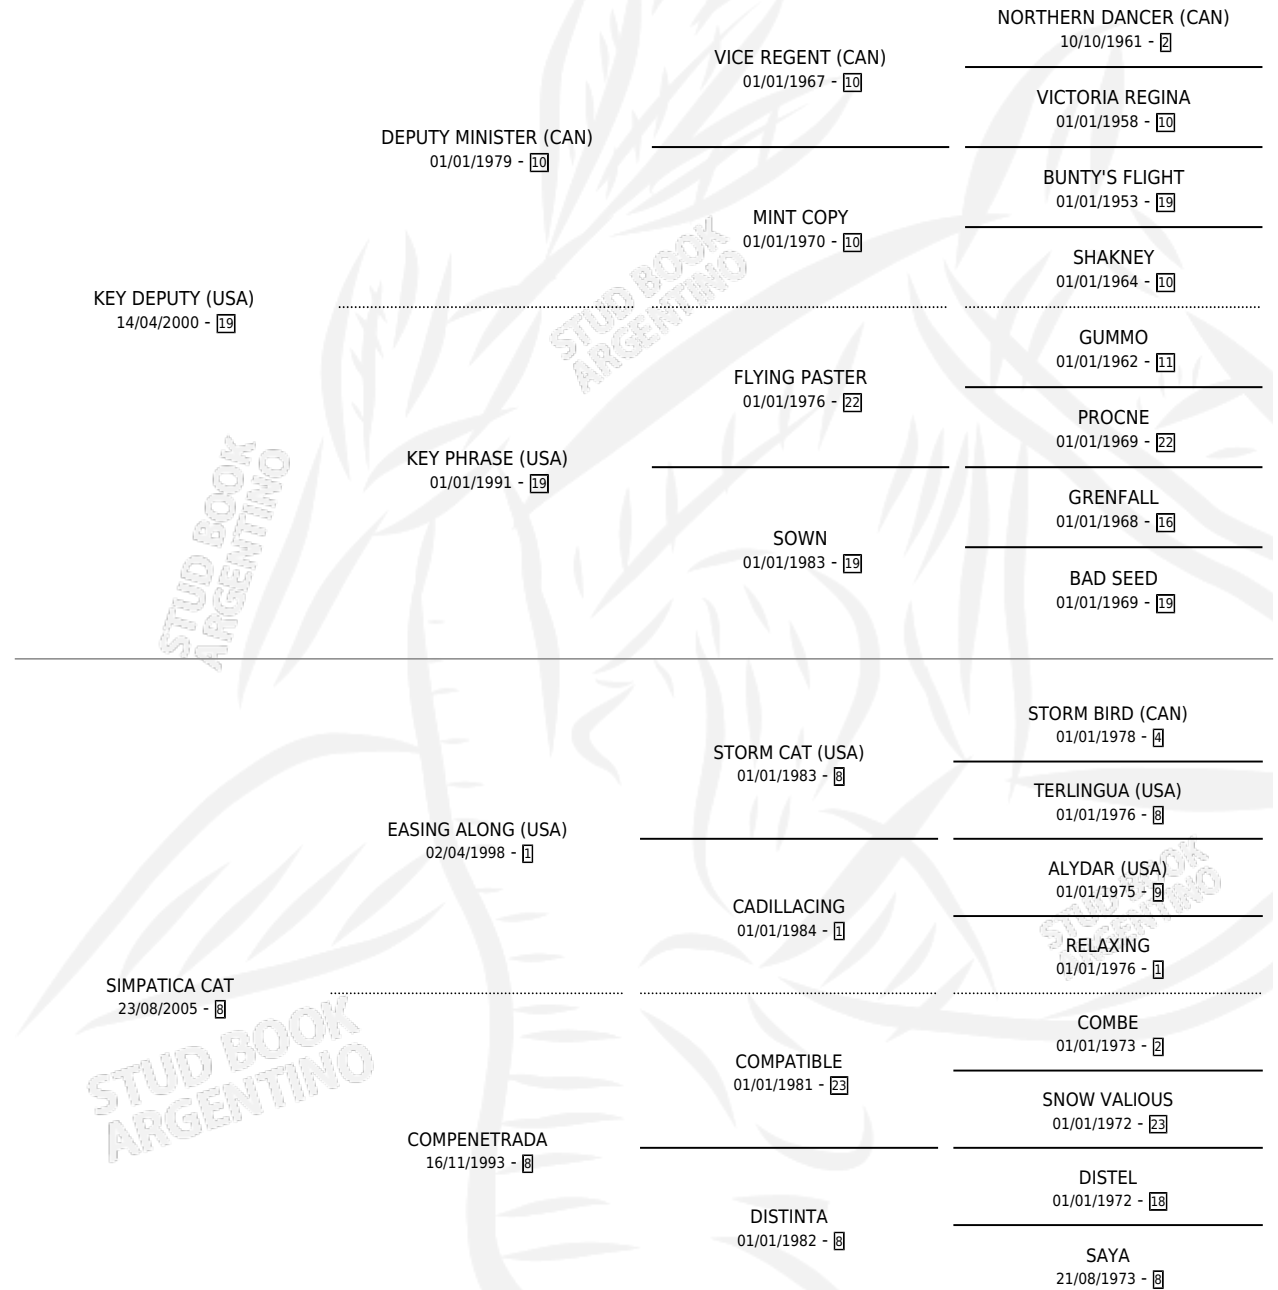 NORTHERN DANCER (CAN)
10/10/1961 - 2
VICE REGENT (CAN)
01/01/1967 - 10
VICTORIA REGINA
01/01/1958 - 10
DEPUTY MINISTER (CAN)
01/01/1979 - 10
BUNTY'S FLIGHT
01/01/1953 - 19
MINT COPY
01/01/1970 - 10
SHAKNEY
01/01/1964 - 10
KEY DEPUTY (USA)
14/04/2000 - 19
GUMMO
01/01/1962 - 11
FLYING PASTER
01/01/1976 - 22
PROCNE
01/01/1969 - 22
KEY PHRASE (USA)
01/01/1991 - 19
GRENFALL
01/01/1968 - 16
SOWN
01/01/1983 - 19
BAD SEED
01/01/1969 - 19
STUD BOOK
ARGENTINO
STUD BOOK
ARGENTINO
STORM BIRD (CAN)
01/01/1978 - 4
STORM CAT (USA)
01/01/1983 - 8
TERLINGUA (USA)
01/01/1976 - 8
EASING ALONG (USA)
02/04/1998 - 1
ALYDAR (USA)
01/01/1975 - 9
CADILLACING
01/01/1984 - 1
RELAXING
01/01/1976 - 1
SIMPATICA CAT
23/08/2005 - 8
COMBE
01/01/1973 - 2
COMPATIBLE
01/01/1981 - 23
SNOW VALIOUS
01/01/1972 - 23
COMPENETRADA
16/11/1993 - 8
DISTEL
01/01/1972 - 18
DISTINTA
01/01/1982 - 8
SAYA
21/08/1973 - 8
STUD BOOK
ARGENTINO
STUD BOOK
ARGENTINO